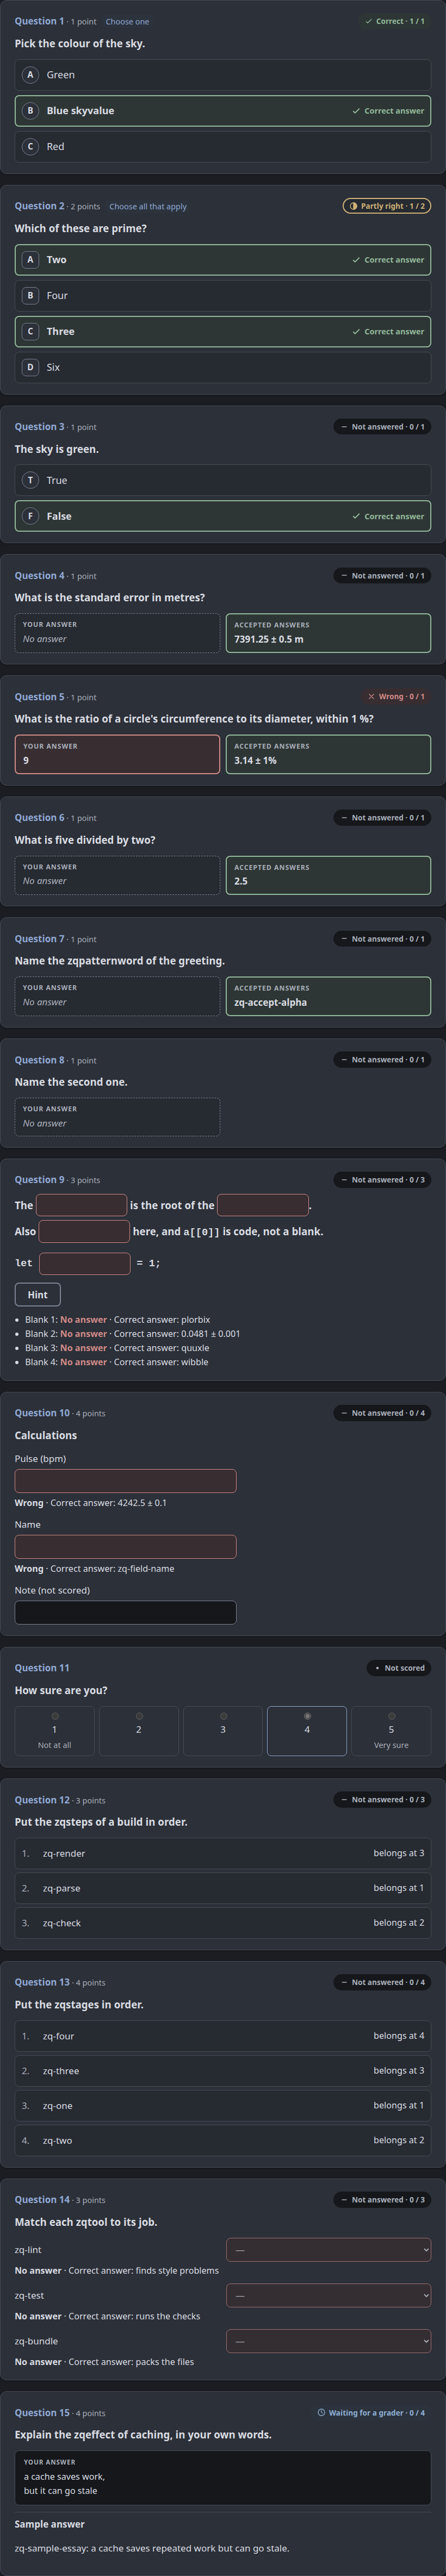 Question 1 · 1 point Choose one Correct · 1 / 1
Pick the colour of the sky.
A Green
B Blue skyvalue Correct answer
C Red
Question 2 · 2 points Choose all that apply Partly right · 1 / 2
Which of these are prime?
A Two Correct answer
B Four
C Three Correct answer
D Six
Question 3 · 1 point Not answered · 0 / 1
The sky is green.
T True
F False Correct answer
Question 4 · 1 point Not answered · 0 / 1
What is the standard error in metres?
YOUR ANSWER ACCEPTED ANSWERS
No answer 7391.25 ± 0.5 m
Question 5 · 1 point Wrong · 0 / 1
What is the ratio of a circle's circumference to its diameter, within 1 %?
YOUR ANSWER ACCEPTED ANSWERS
9 3.14 ± 1%
Question 6 · 1 point Not answered · 0 / 1
What is five divided by two?
YOUR ANSWER ACCEPTED ANSWERS
No answer 2.5
Question 7 · 1 point Not answered · 0 / 1
Name the zqpatternword of the greeting.
YOUR ANSWER ACCEPTED ANSWERS
No answer zq-accept-alpha
Question 8 · 1 point Not answered · 0 / 1
Name the second one.
YOUR ANSWER
No answer
Question 9 · 3 points Not answered · 0 / 3
The is the root of the .
Also here, and a[[0]] is code, not a blank.
let = 1;
Hint
• Blank 1: No answer · Correct answer: plorbix
• Blank 2: No answer · Correct answer: 0.0481 ± 0.001
• Blank 3: No answer · Correct answer: quuxle
• Blank 4: No answer · Correct answer: wibble
Question 10 · 4 points Not answered · 0 / 4
Calculations
Pulse (bpm)
Wrong · Correct answer: 4242.5 ± 0.1
Name
Wrong · Correct answer: zq-field-name
Note (not scored)
Question 11 Not scored
How sure are you?
1 2 3 4 5
Not at all Very sure
Question 12 · 3 points Not answered · 0 / 3
Put the zqsteps of a build in order.
1. zq-render belongs at 3
2. zq-parse belongs at 1
3. zq-check belongs at 2
Question 13 · 4 points Not answered · 0 / 4
Put the zqstages in order.
1. zq-four belongs at 4
2. zq-three belongs at 3
3. zq-one belongs at 1
4. zq-two belongs at 2
Question 14 · 3 points Not answered · 0 / 3
Match each zqtool to its job.
zq-lint —
No answer · Correct answer: finds style problems
zq-test —
No answer · Correct answer: runs the checks
zq-bundle —
No answer · Correct answer: packs the files
Question 15 · 4 points Waiting for a grader · 0 / 4
Explain the zqeffect of caching, in your own words.
YOUR ANSWER
a cache saves work,
but it can go stale
Sample answer
zq-sample-essay: a cache saves repeated work but can go stale.